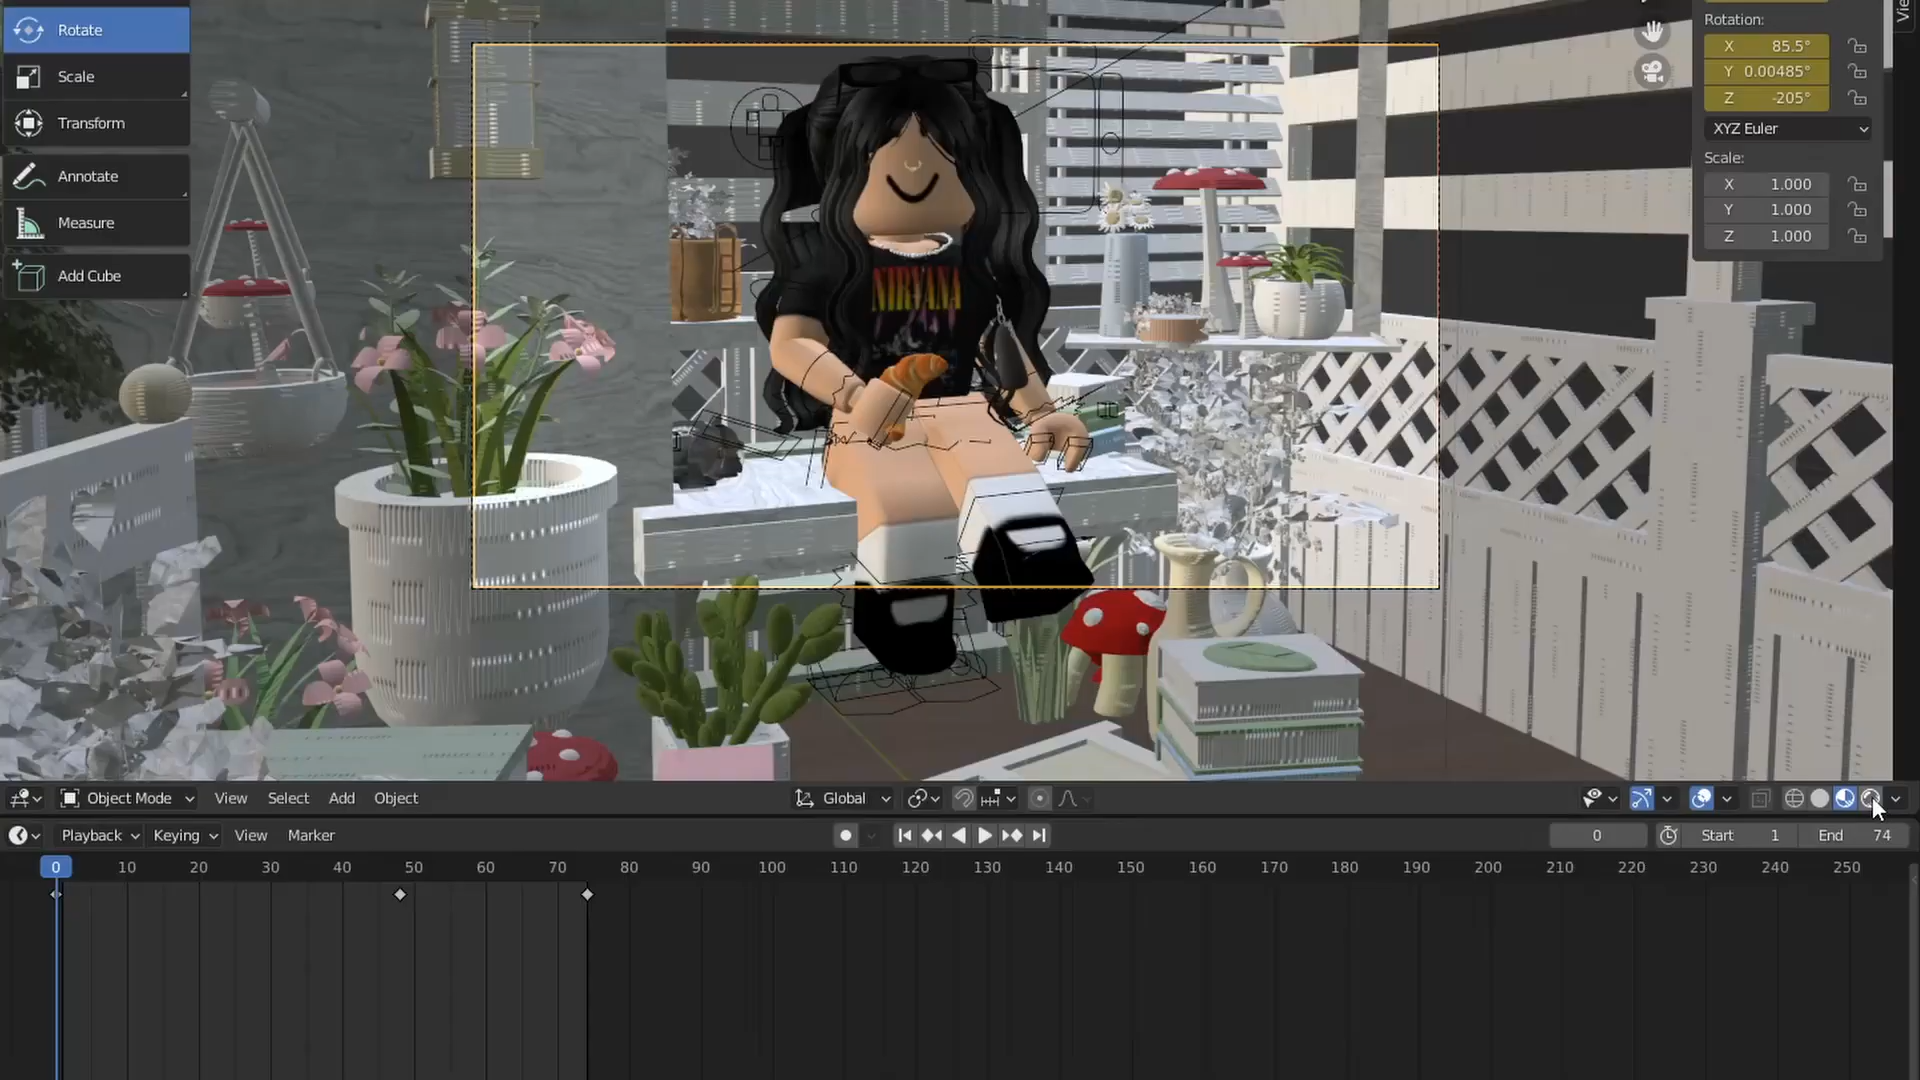 Rotate
Scale
Transform
Annotate
Measure
Add Cube
Rotation:
X 85.5°
Y 0.00485°
Z -205°
XYZ Euler
Scale:
X 1.000
Y 1.000
Z 1.000
NIRVANA
Object Mode View Select Add Object Global
Playback Keying View Marker 0 Start 1 End 74
0 10 20 30 40 50 60 70 80 90 100 110 120 130 140 150 160 170 180 190 200 210 220 230 240 250